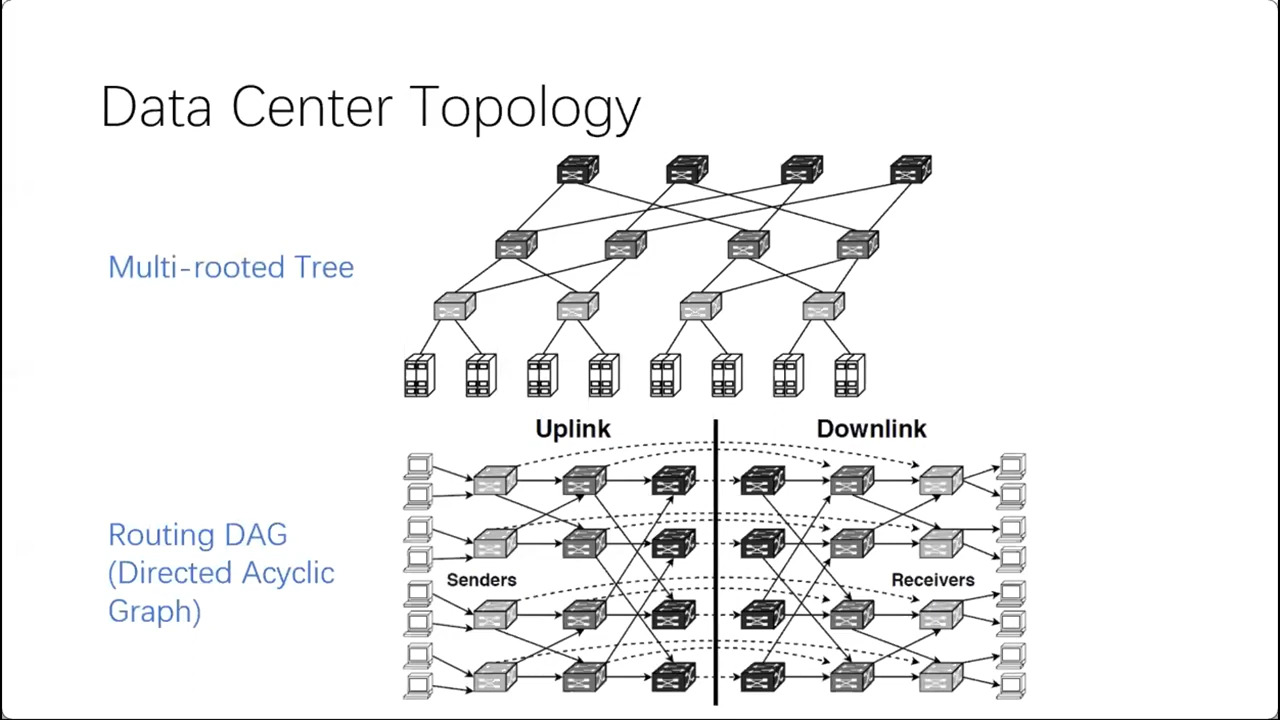 Data Center Topology
Multi-rooted Tree
Uplink
Downlink
Routing DAG
(Directed Acyclic
Graph)
Senders
Receivers